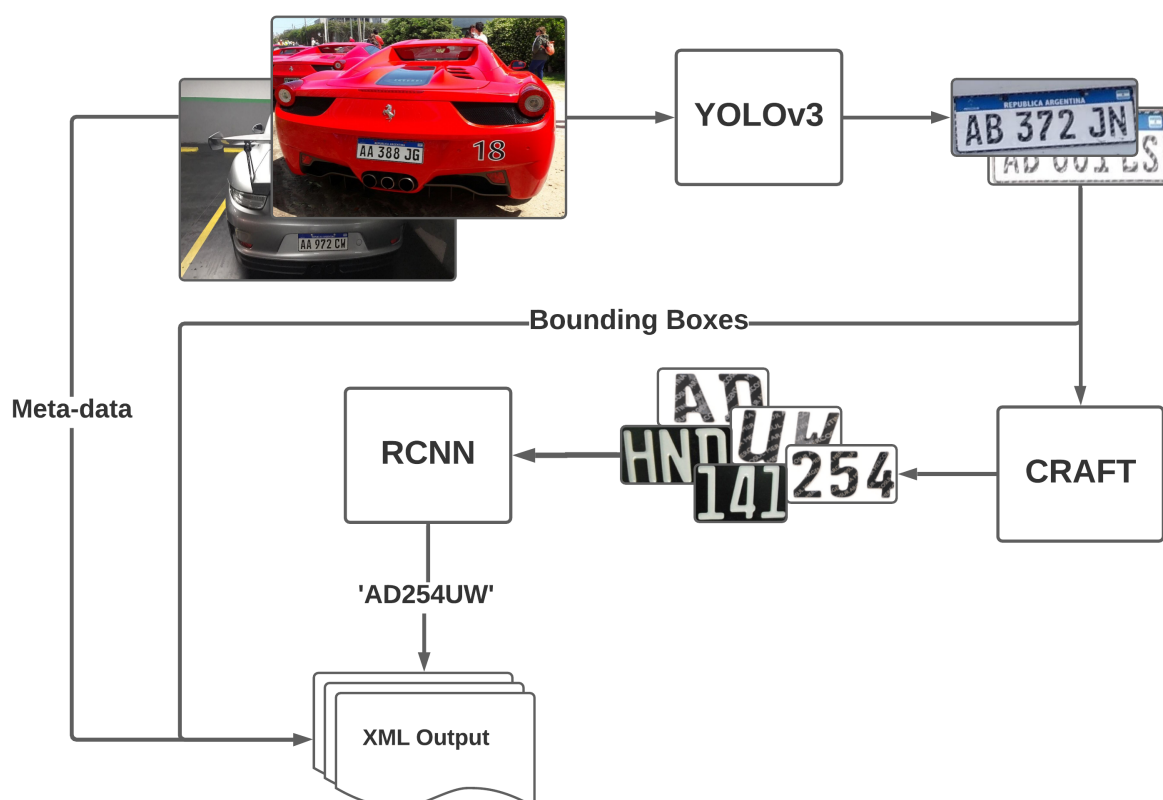 AA 388 JG
18
AA 972 CW
YOLOv3
REPUBLICA ARGENTINA
AB 372 JN
Bounding Boxes
Meta-data
RCNN
AD
UW
HND
254
141
CRAFT
'AD254UW'
XML Output